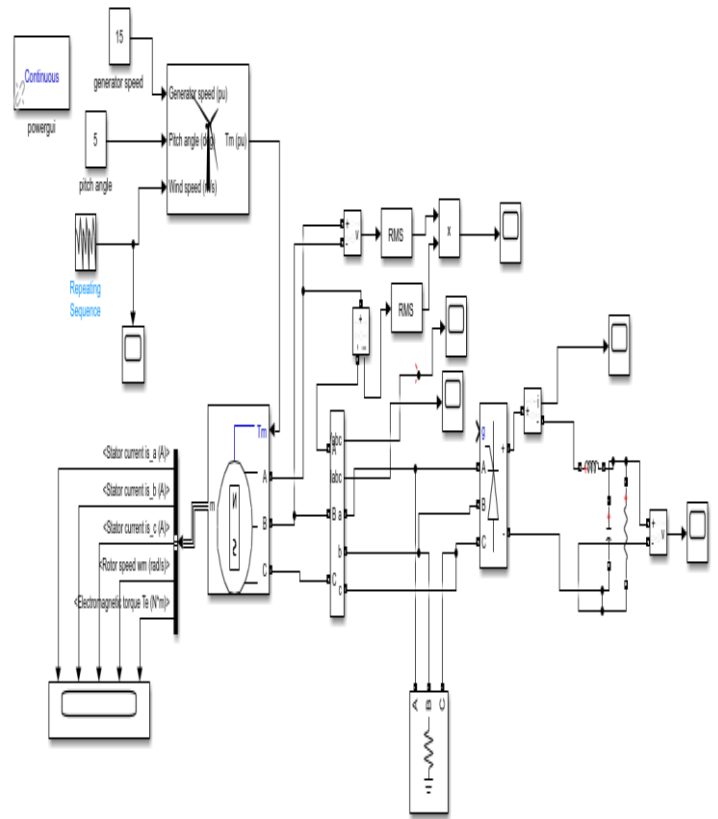 Continuous
powergui
15
generator speed
5
pitch angle
Generator speed (pu)
Pitch angle (deg)
Tm (pu)
Wind speed (m/s)
Repeating
Sequence
+
-
v
RMS
x
RMS
+
<Stator current is_a (A)>
<Stator current is_b (A)>
<Stator current is_c (A)>
<Rotor speed wm (rad/s)>
<Electromagnetic torque Te (N*m)>
m
Tm
N
S
A
B
C
A
B
C
a
b
c
g
A
B
C
+
-
+
i
-
+
-
v
A
B
C